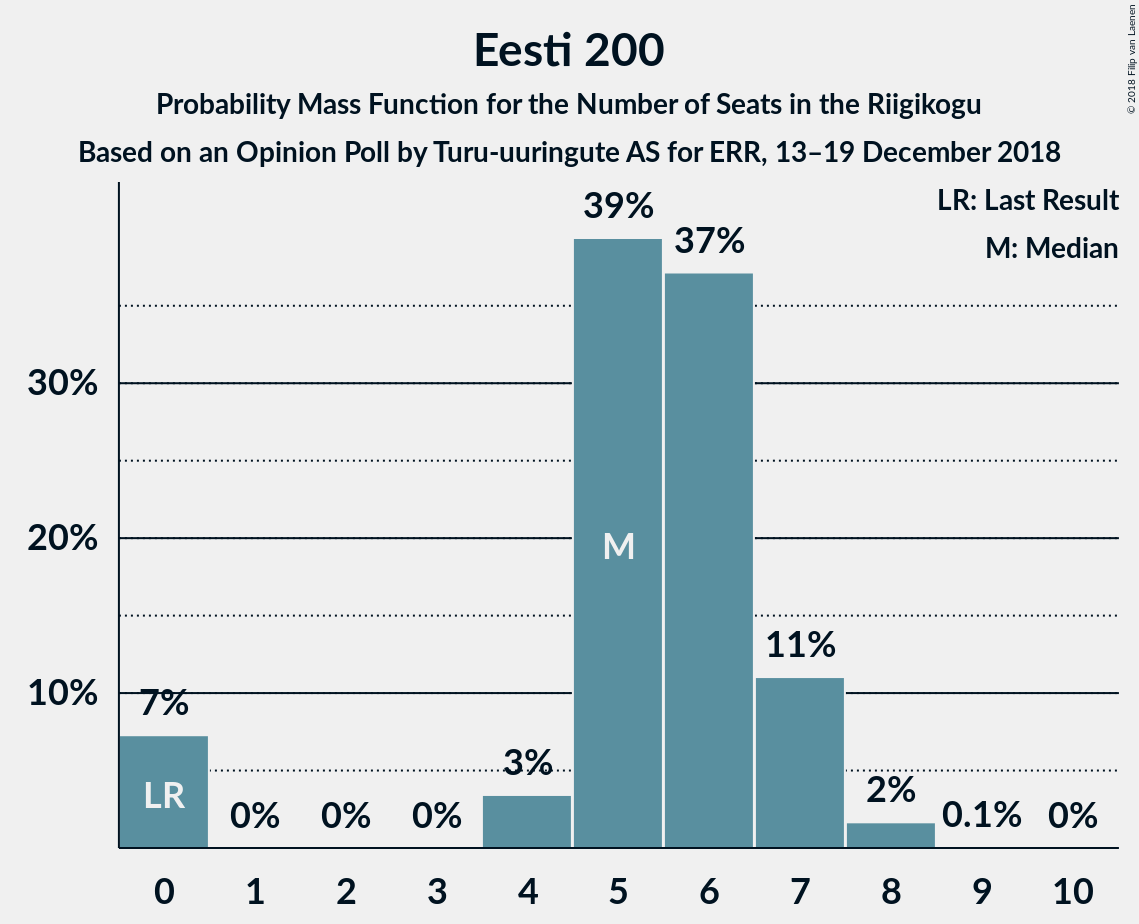 Eesti 200
Probability Mass Function for the Number of Seats in the Riigikogu
Based on an Opinion Poll by Turu-uuringute AS for ERR, 13–19 December 2018
© 2018 Filip van Laenen
LR: Last Result
M: Median
39%
37%
30%
20%
M
11%
10%
7%
3%
2%
LR
0%
0%
0%
0.1%
0%
0 1 2 3 4 5 6 7 8 9 10